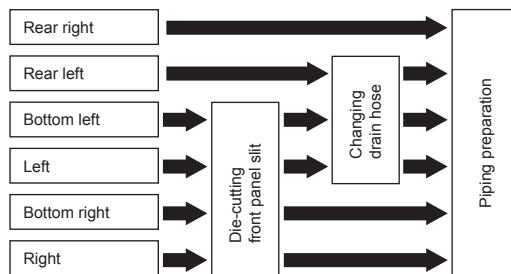 Rear right
Rear left
Bottom left
Left
Bottom right
Right
Die-cutting
front panel slit
Changing
drain hose
Piping preparation